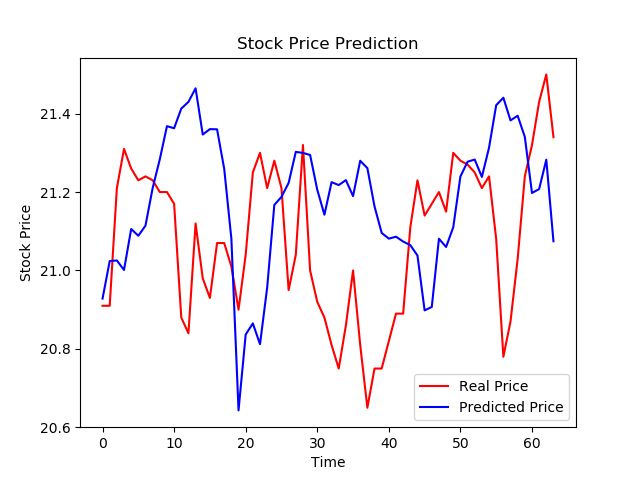 Stock Price Prediction
Stock Price
21.4
21.2
21.0
20.8
20.6
0 10 20 30 40 50 60
Time
Real Price
Predicted Price